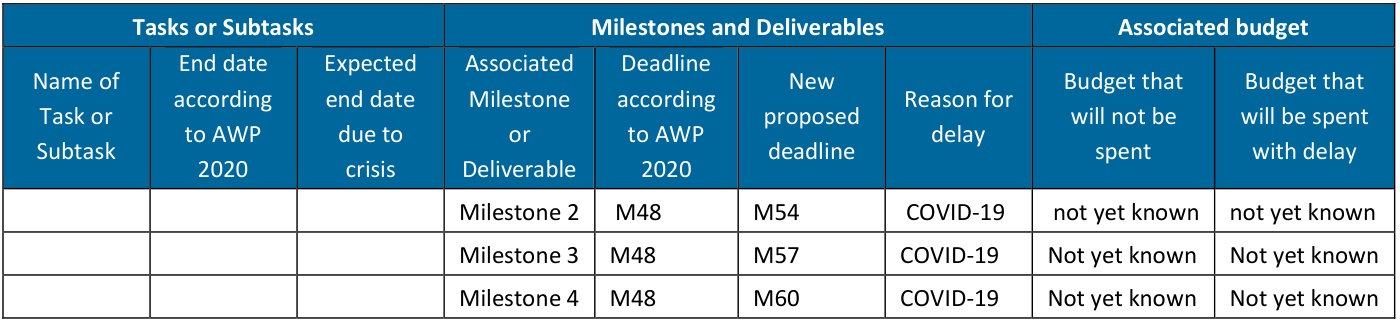 Tasks or Subtasks Milestones and Deliverables Associated budget
Name of Task or Subtask End date according to AWP 2020 Expected end date due to crisis Associated Milestone or Deliverable Deadline according to AWP 2020 New proposed deadline Reason for delay Budget that will not be spent Budget that will be spent with delay
Milestone 2 M48 M54 COVID-19 not yet known not yet known
Milestone 3 M48 M57 COVID-19 Not yet known Not yet known
Milestone 4 M48 M60 COVID-19 Not yet known Not yet known